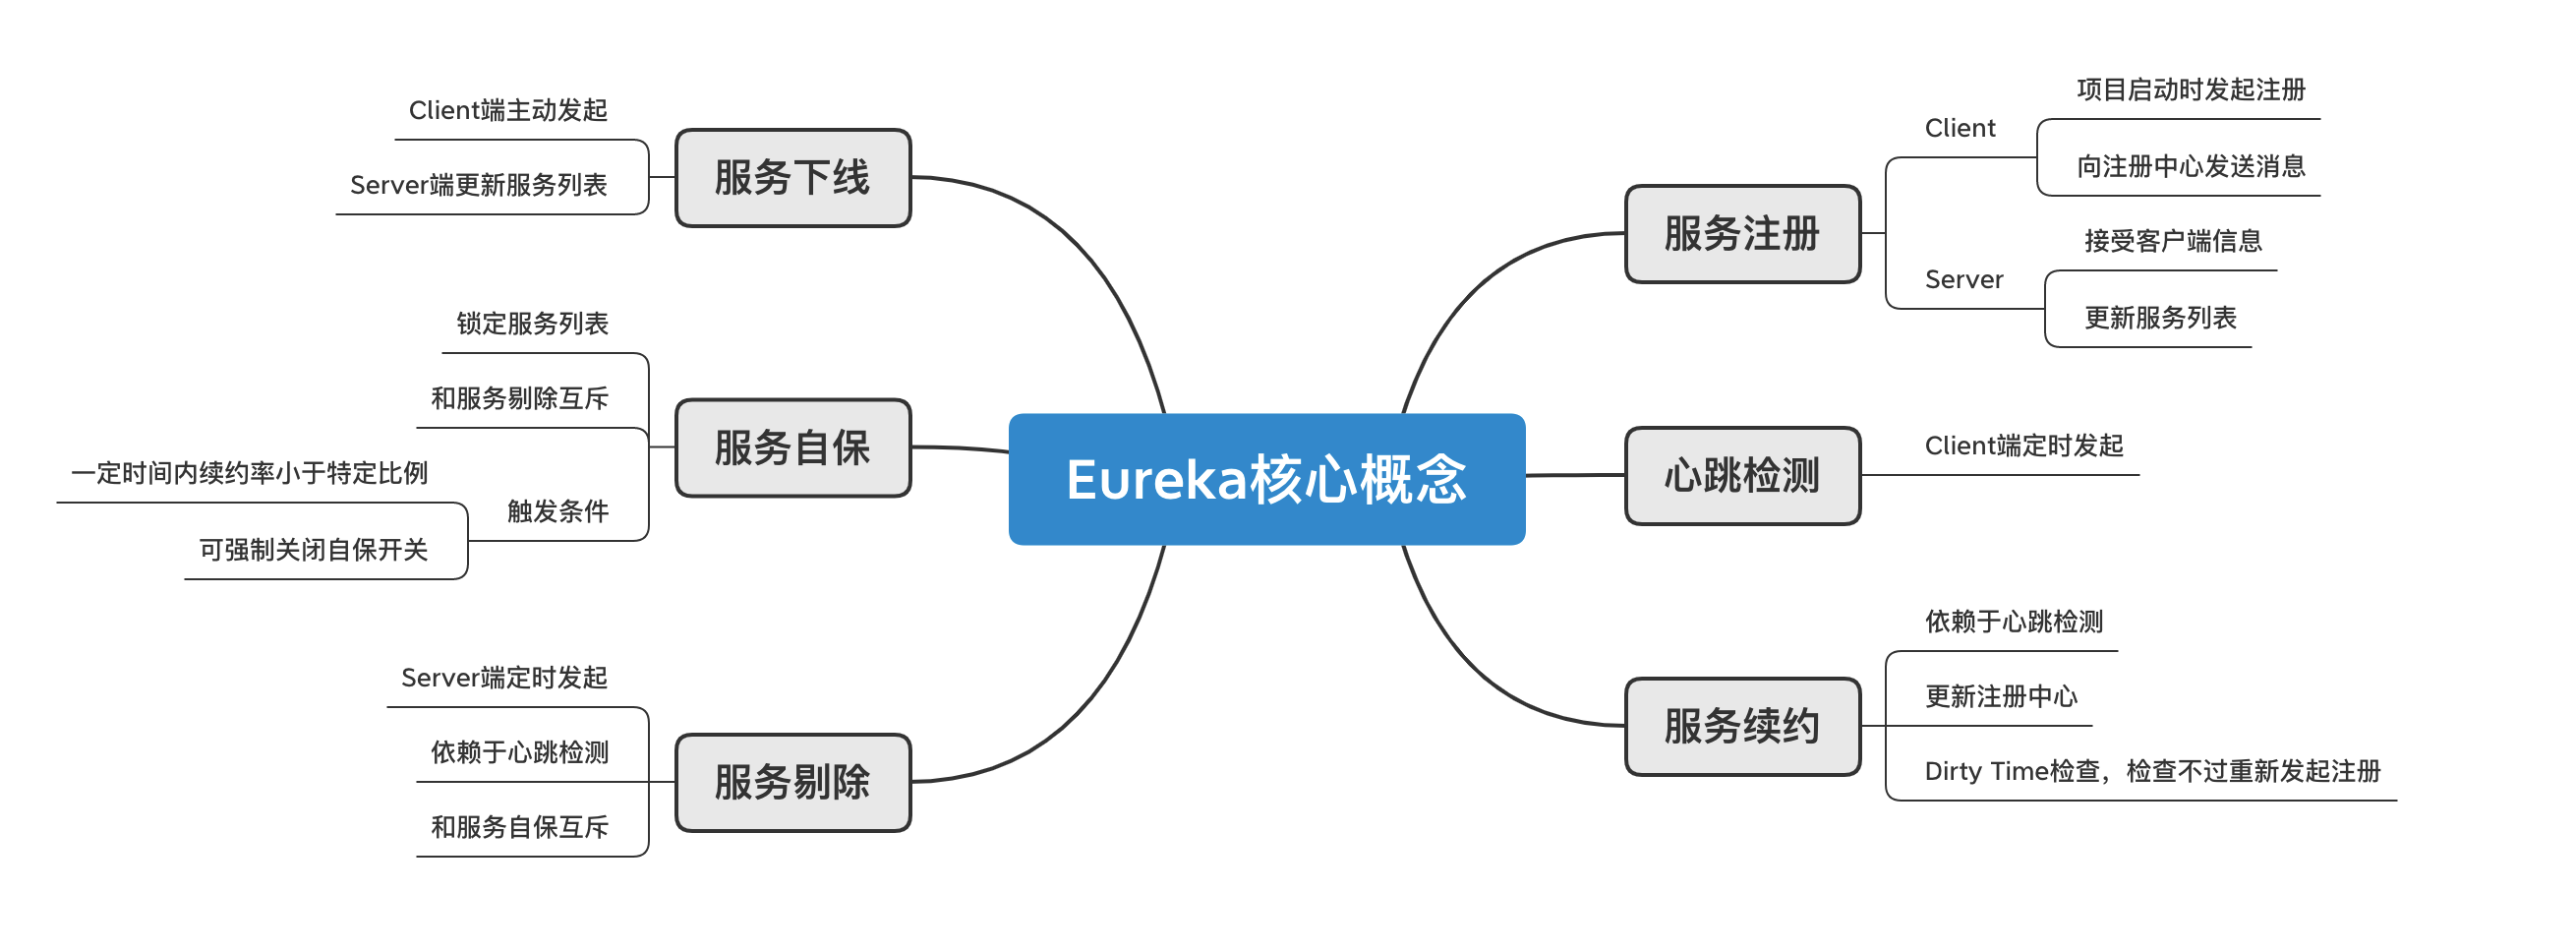 Eureka核心概念
服务注册
Client
项目启动时发起注册
向注册中心发送消息
Server
接受客户端信息
更新服务列表
心跳检测
Client端定时发起
服务续约
依赖于心跳检测
更新注册中心
Dirty Time检查，检查不过重新发起注册
服务下线
Client端主动发起
Server端更新服务列表
服务自保
锁定服务列表
和服务剔除互斥
触发条件
一定时间内续约率小于特定比例
可强制关闭自保开关
服务剔除
Server端定时发起
依赖于心跳检测
和服务自保互斥